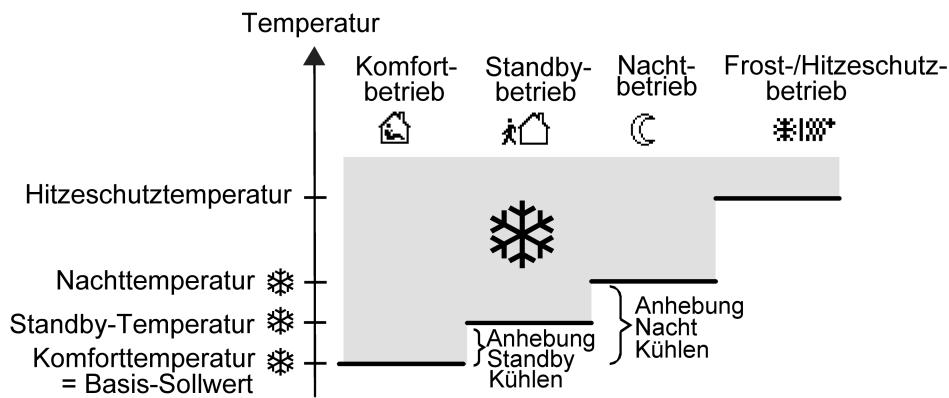 Temperatur
Komfort-
betrieb
Standby-
betrieb
Nacht-
betrieb
Frost-/Hitzeschutz-
betrieb
Hitzeschutztemperatur
Nachttemperatur
Standby-Temperatur
Komforttemperatur
= Basis-Sollwert
Anhebung
Standby
Kühlen
Anhebung
Nacht
Kühlen